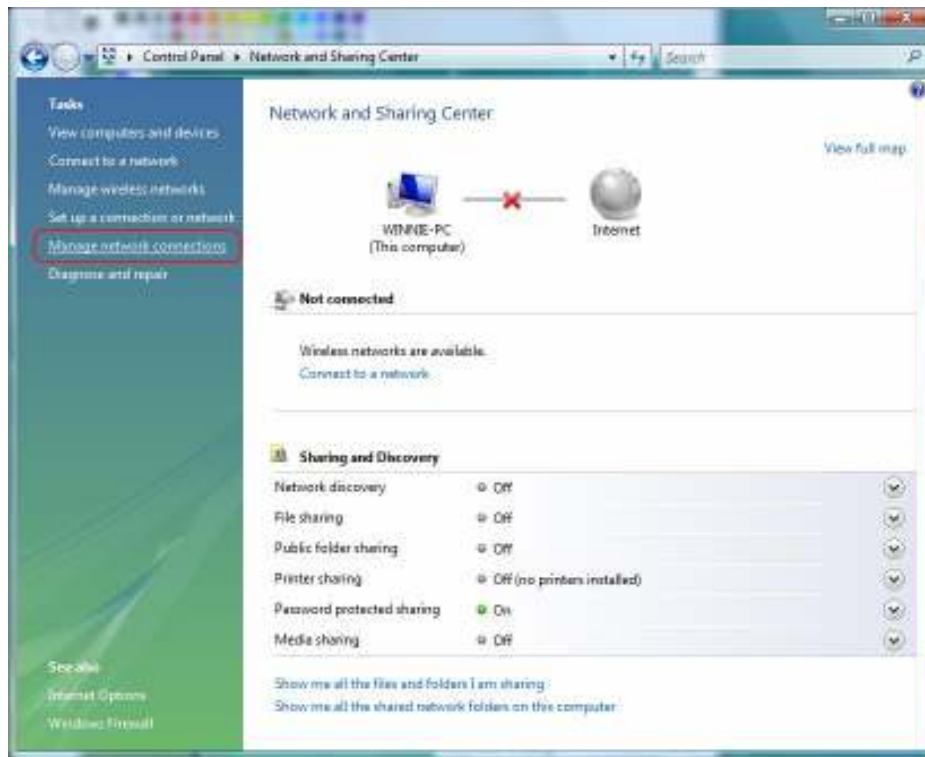 Control Panel
Network and Sharing Center
Search
Tasks
View computers and devices
Connect to a network
Manage wireless networks
Set up a connection or network
Manage network connections
Diagnose and repair
See also
Internet Options
Windows Firewall
Network and Sharing Center
View full map
WINNIE-PC
(This computer)
Internet
Not connected
Wireless networks are available.
Connect to a network
Sharing and Discovery
Network discovery Off
File sharing Off
Public folder sharing Off
Printer sharing Off (no printers installed)
Password protected sharing On
Media sharing Off
Show me all the files and folders I am sharing
Show me all the shared network folders on this computer